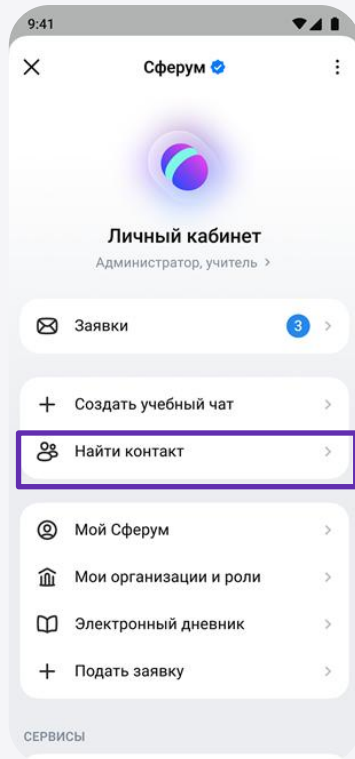 9:41
Сферум
Личный кабинет
Администратор, учитель
Заявки 3
Создать учебный чат
Найти контакт
Мой Сферум
Мои организации и роли
Электронный дневник
Подать заявку
СЕРВИСЫ